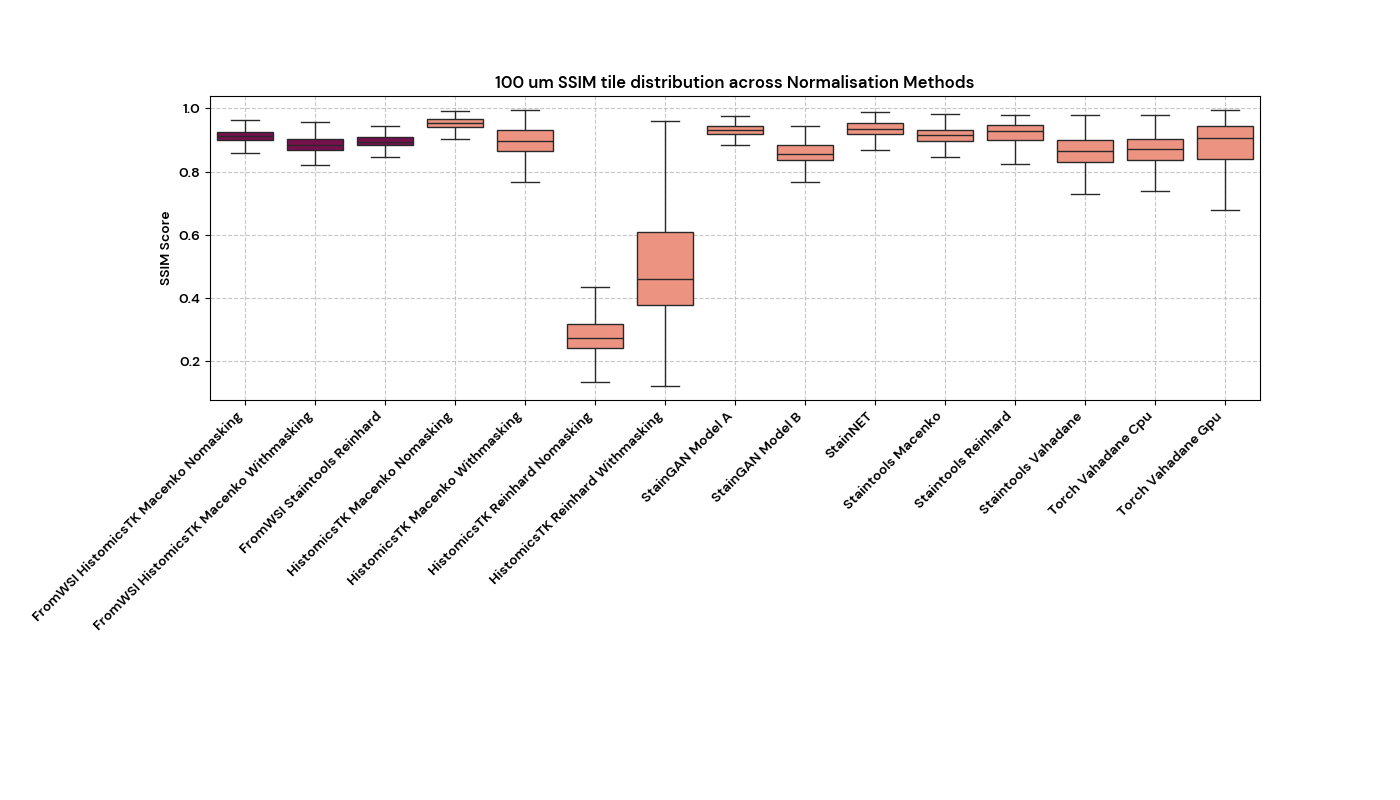 100 um SSIM tile distribution across Normalisation Methods
SSIM Score
1.0
0.8
0.6
0.4
0.2
FromWSI HistomicsTK Macenko Nomasking
FromWSI HistomicsTK Macenko Withmasking
FromWSI Staintools Reinhard
HistomicsTK Macenko Nomasking
HistomicsTK Macenko Withmasking
HistomicsTK Reinhard Nomasking
HistomicsTK Reinhard Withmasking
StainGAN Model A
StainGAN Model B
StainNET
Staintools Macenko
Staintools Reinhard
Staintools Vahadane
Torch Vahadane Cpu
Torch Vahadane Gpu